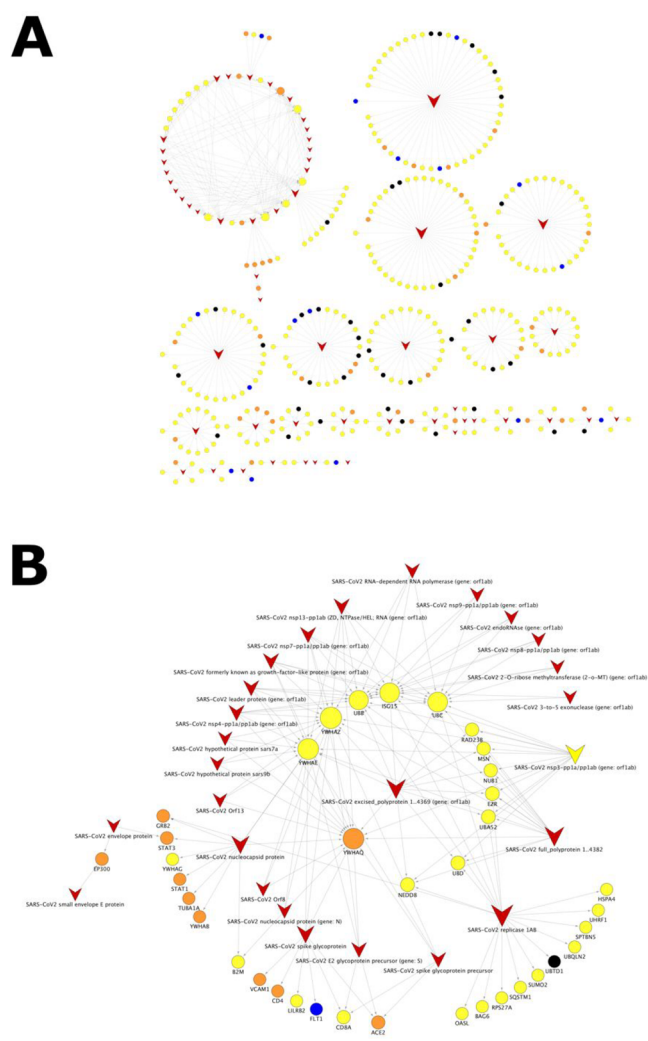 A
B
SARS-CoV2 RNA-dependent RNA polymerase (gene: orf1ab)
SARS-CoV2 nsp9-pp1a/pp1ab (gene: orf1ab)
SARS-CoV2 nsp13-pp1ab (ZD, NTPase/HEL; RNA (gene: orf1ab)
SARS-CoV2 endoRNAse (gene: orf1ab)
SARS-CoV2 nsp7-pp1a/pp1ab (gene: orf1ab)
SARS-CoV2 nsp8-pp1a/pp1ab (gene: orf1ab)
SARS-CoV2 formerly known as growth-factor-like protein (gene: orf1ab)
SARS-CoV2 2-O-ribose methyltransferase (2-o-MT) (gene: orf1ab)
SARS-CoV2 leader protein (gene: orf1ab)
UBB
ISG15
UBC
SARS-CoV2 3-to-5 exonuclease (gene: orf1ab)
SARS-CoV2 nsp4-pp1a/pp1ab (gene: orf1ab)
YWHAZ
RAD23B
SARS-CoV2 hypothetical protein sars7a
YWHAE
MSN
SARS-CoV2 nsp3-pp1a/pp1ab (gene: orf1ab)
SARS-CoV2 hypothetical protein sars9b
NUB1
SARS-CoV2 Orf13
SARS-CoV2 excised_polyprotein 1..4369 (gene: orf1ab)
EZR
UBA52
GRB2
SARS-CoV2 envelope protein
STAT3
SARS-CoV2 nucleocapsid protein
YWHAQ
SARS-CoV2 full_polyprotein 1..4382
EP300
YWHAG
UBD
STAT1
NEDD8
SARS-CoV2 small envelope E protein
TUBA1A
SARS-CoV2 Orf8
HSPA4
YWHAB
SARS-CoV2 nucleocapsid protein (gene: N)
UHRF1
SARS-CoV2 replicase 1AB
SPTBN5
SARS-CoV2 spike glycoprotein
UBQLN2
SARS-CoV2 E2 glycoprotein precursor (gene: S)
B2M
SARS-CoV2 spike glycoprotein precursor
UBTD1
VCAM1
SUMO2
CD4
SQSTM1
LILRB2
RPS27A
FLT1
CD8A
ACE2
BAG6
OASL